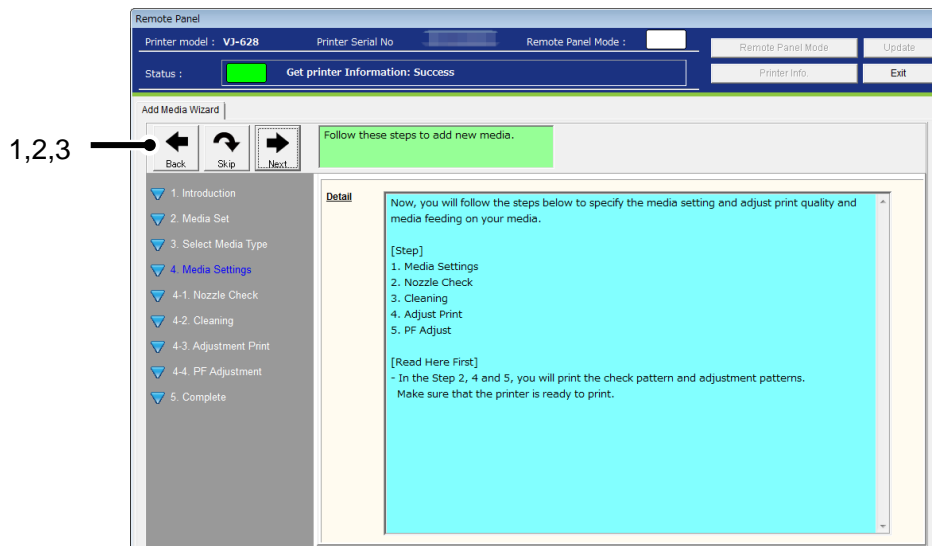 Remote Panel
Printer model : VJ-628 Printer Serial No Remote Panel Mode :
Remote Panel Mode Update
Status : Get printer Information: Success
Printer Info. Exit
Add Media Wizard
1,2,3
Back Skip Next...
Follow these steps to add new media.
1. Introduction
2. Media Set
3. Select Media Type
4. Media Settings
4-1. Nozzle Check
4-2. Cleaning
4-3. Adjustment Print
4-4. PF Adjustment
5. Complete
Detail
Now, you will follow the steps below to specify the media setting and adjust print quality and
media feeding on your media.
[Step]
1. Media Settings
2. Nozzle Check
3. Cleaning
4. Adjust Print
5. PF Adjust
[Read Here First]
- In the Step 2, 4 and 5, you will print the check pattern and adjustment patterns.
Make sure that the printer is ready to print.